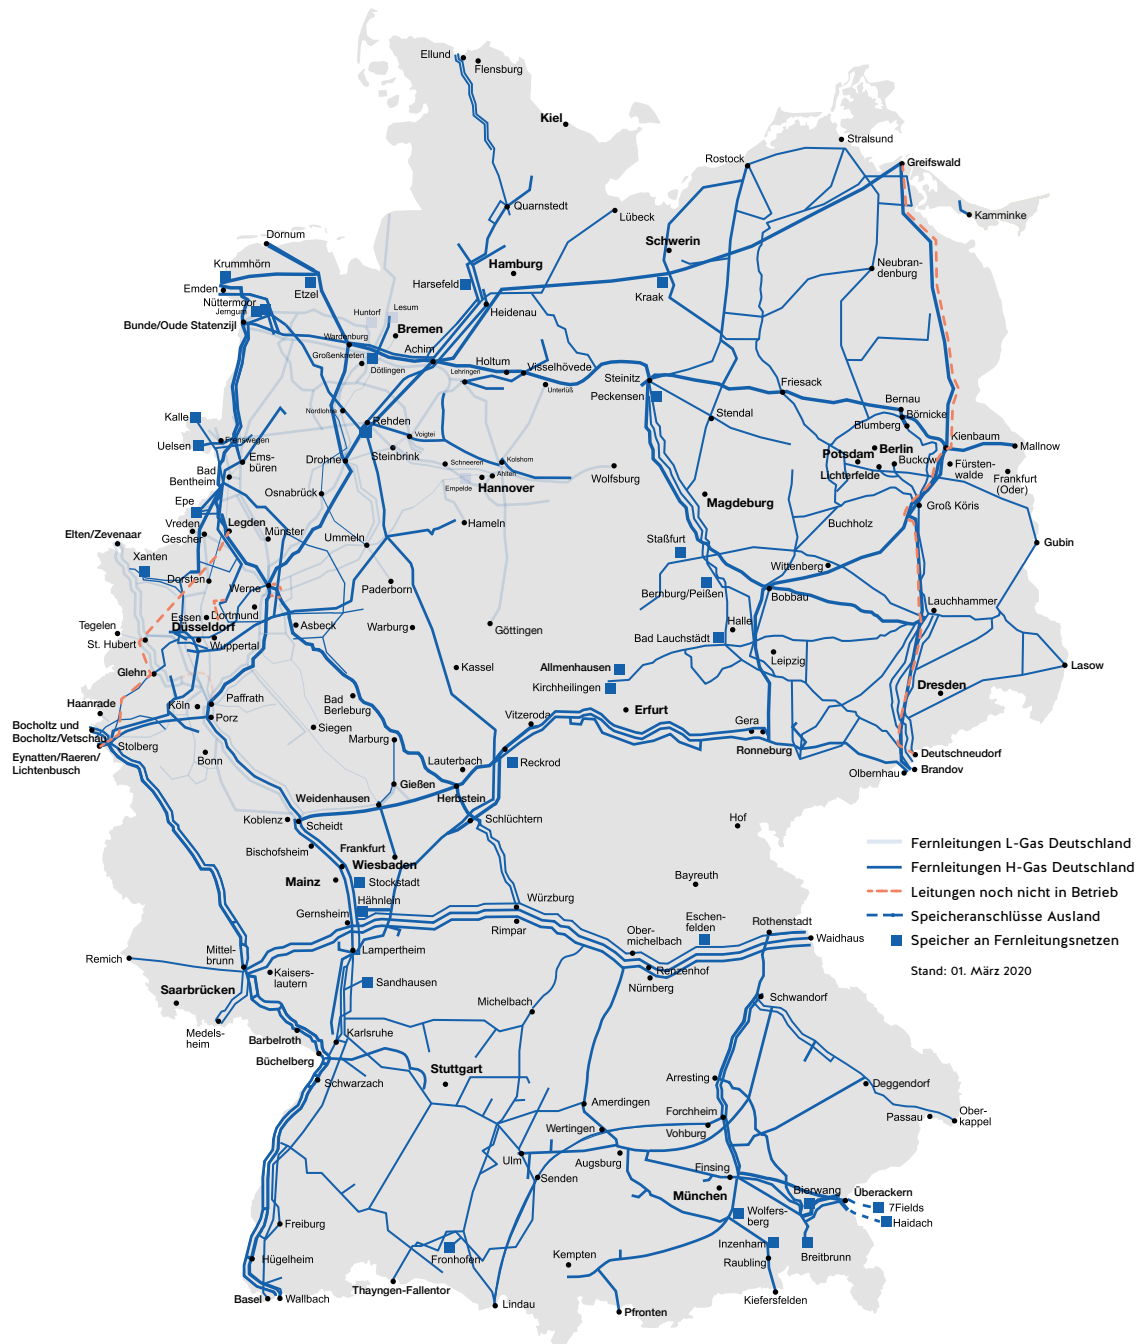 Ellund
Flensburg
Kiel
Stralsund
Rostock
Greifswald
Quarnstedt
Lübeck
Kamminke
Dornum
Schwerin
Krummhörn
Hamburg
Neubran-
denburg
Emden
Etzel
Harsefeld
Kraak
Nüttermoor
Jemgum
Huntorf
Lesum
Heidenau
Bunde/Oude Statenzijl
Bremen
Wardenburg
Achim
Großenkneten
Dötlingen
Holtum
Visselhövede
Lehringen
Unterlüß
Steinitz
Peckensen
Friesack
Bernau
Börnicke
Nordlohne
Stendal
Blumberg
Kalle
Rehden
Kienbaum
Mallnow
Frenswegen
Voigtei
Uelsen
Steinbrink
Potsdam
Berlin
Buckow
Ems-
büren
Drohne
Schneeren
Kolshorn
Lichterfelde
Fürsten-
walde
Bad
Bentheim
Ahlten
Empelde
Hannover
Wolfsburg
Frankfurt
(Oder)
Osnabrück
Magdeburg
Epe
Groß Köris
Vreden
Legden
Hameln
Buchholz
Gescher
Münster
Ummeln
Elten/Zevenaar
Staßfurt
Gubin
Xanten
Wittenberg
Dorsten
Werne
Paderborn
Bernburg/Peißen
Bobbau
Essen
Dortmund
Lauchhammer
Tegelen
Düsseldorf
Asbeck
Warburg
Göttingen
Halle
St. Hubert
Wuppertal
Bad Lauchstädt
Leipzig
Glehn
Kassel
Allmenhausen
Lasow
Kirchheilingen
Dresden
Haanrade
Köln
Paffrath
Bad
Berleburg
Erfurt
Bocholtz und
Bocholtz/Vetschau
Porz
Siegen
Vitzeroda
Gera
Stolberg
Marburg
Ronneburg
Eynatten/Raeren/
Lichtenbusch
Bonn
Lauterbach
Reckrod
Deutschneudorf
Olbernhau
Brandov
Gießen
Weidenhausen
Herbstein
Koblenz
Scheidt
Schlüchtern
Hof
Bischofsheim
Frankfurt
Wiesbaden
Mainz
Stockstadt
Bayreuth
Hähnlein
Würzburg
Gernsheim
Rimpar
Eschen-
felden
Rothenstadt
Ober-
michelbach
Waidhaus
Mittel-
brunn
Lampertheim
Remich
Kaisers-
lautern
Renzenhof
Sandhausen
Nürnberg
Saarbrücken
Michelbach
Schwandorf
Medels-
heim
Barbelroth
Karlsruhe
Büchelberg
Stuttgart
Schwarzach
Arresting
Deggendorf
Amerdingen
Forchheim
Passau
Ober-
kappel
Wertingen
Vohburg
Ulm
Augsburg
Finsing
Senden
München
Bierwang
Überackern
7Fields
Wolfers-
berg
Haidach
Freiburg
Inzenham
Breitbrunn
Hügelheim
Fronhofen
Kempten
Raubling
Thayngen-Fallentor
Basel
Wallbach
Lindau
Pfronten
Kiefersfelden
Fernleitungen L-Gas Deutschland
Fernleitungen H-Gas Deutschland
Leitungen noch nicht in Betrieb
Speicheranschlüsse Ausland
Speicher an Fernleitungsnetzen
Stand: 01. März 2020